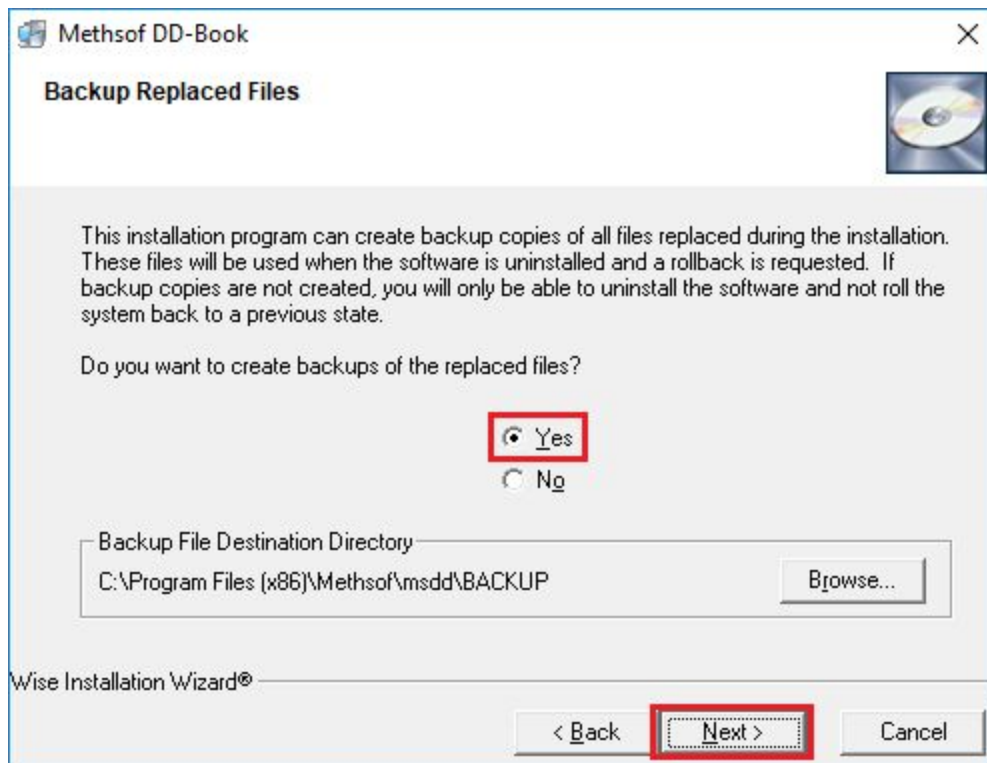 Methsof DD-Book
Backup Replaced Files
This installation program can create backup copies of all files replaced during the installation.
These files will be used when the software is uninstalled and a rollback is requested.  If
backup copies are not created, you will only be able to uninstall the software and not roll the
system back to a previous state.
Do you want to create backups of the replaced files?
Yes
No
Backup File Destination Directory
C:\Program Files (x86)\Methsof\msdd\BACKUP
Browse...
Wise Installation Wizard®
< Back
Next >
Cancel